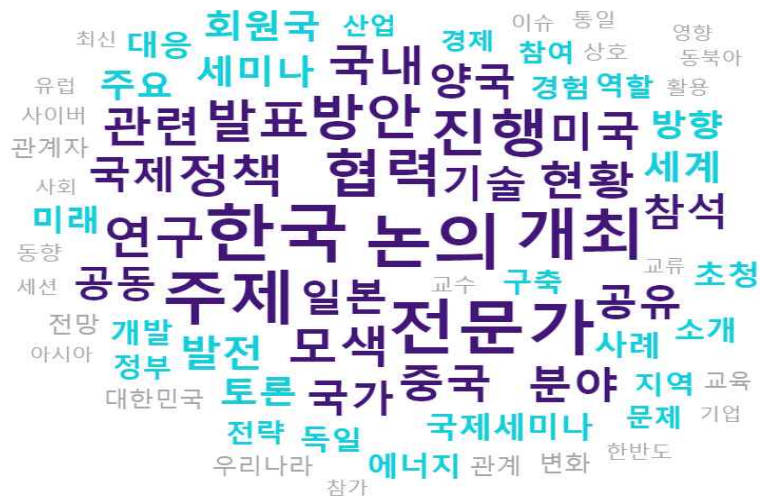 이슈 통일
최신 대응 회원국 산업 경제 참여 상호 영향
동북아
유럽 주요 세미나 국내 양국 경험 역할 활용
사이버 관련 발표 방안 진행 미국 방향
관계자
사회 국제 정책 협력 기술 현황 세계
미래 연구 한국 논의 개최 참석
동향
세션 공동 주제 일본 교수 구축 교류 초청
전망 개발 발전 모색 전문가 공유 사례 소개
아시아 정부
대한민국 토론 국가 중국 분야 지역 교육
전략 독일 국제세미나 문제 기업
우리나라 에너지 관계 변화 한반도
참가